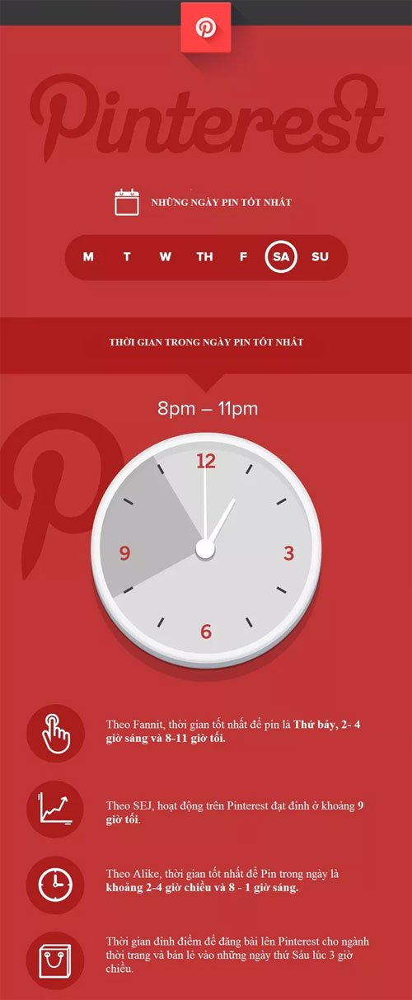 Pinterest
NHỮNG NGÀY PIN TỐT NHẤT
M T W TH F SA SU
THỜI GIAN TRONG NGÀY PIN TỐT NHẤT
8pm – 11pm
12
9 3
6
Theo Fannit, thời gian tốt nhất để pin là Thứ bảy, 2- 4
giờ sáng và 8-11 giờ tối.
Theo SEJ, hoạt động trên Pinterest đạt đỉnh ở khoảng 9
giờ tối.
Theo Alike, thời gian tốt nhất để Pin trong ngày là
khoảng 2-4 giờ chiều và 8 - 1 giờ sáng.
Thời gian đỉnh điểm để đăng bài lên Pinterest cho ngành
thời trang và bán lẻ vào những ngày thứ Sáu lúc 3 giờ
chiều.